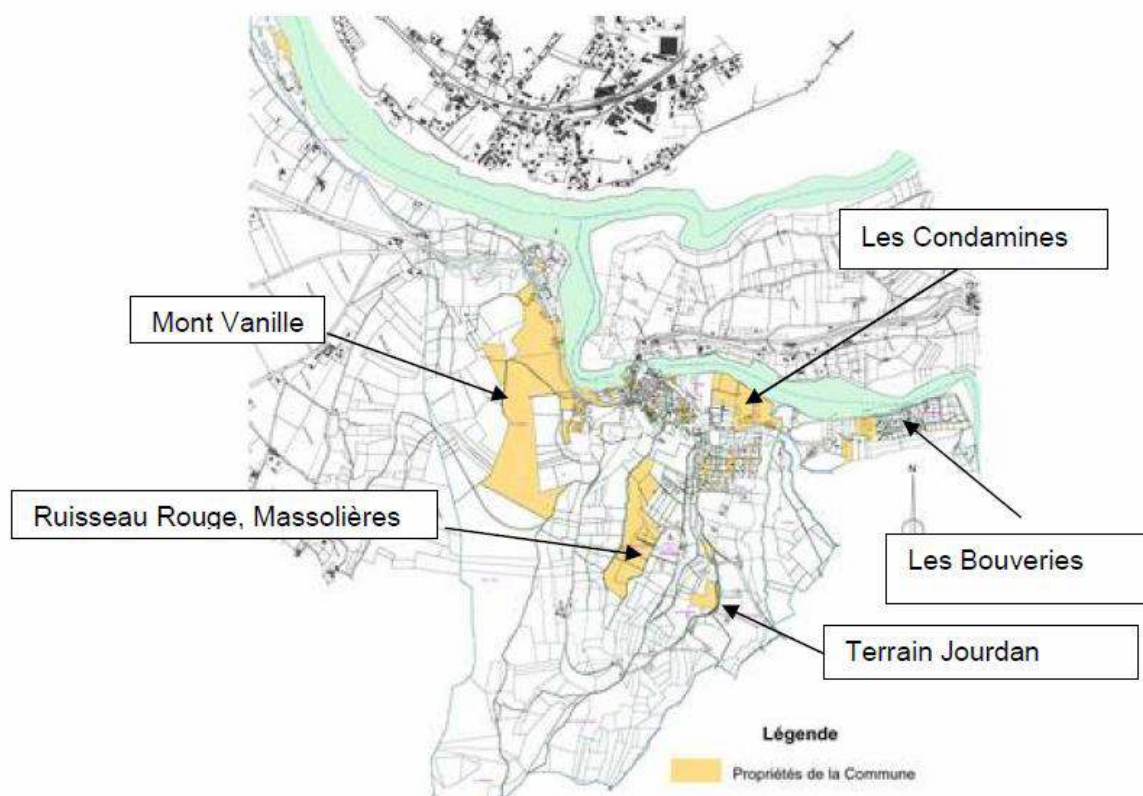 Les Condamines
Mont Vanille
Ruisseau Rouge, Massolières
N
Les Bouveries
Terrain Jourdan
Légende
Propriétés de la Commune